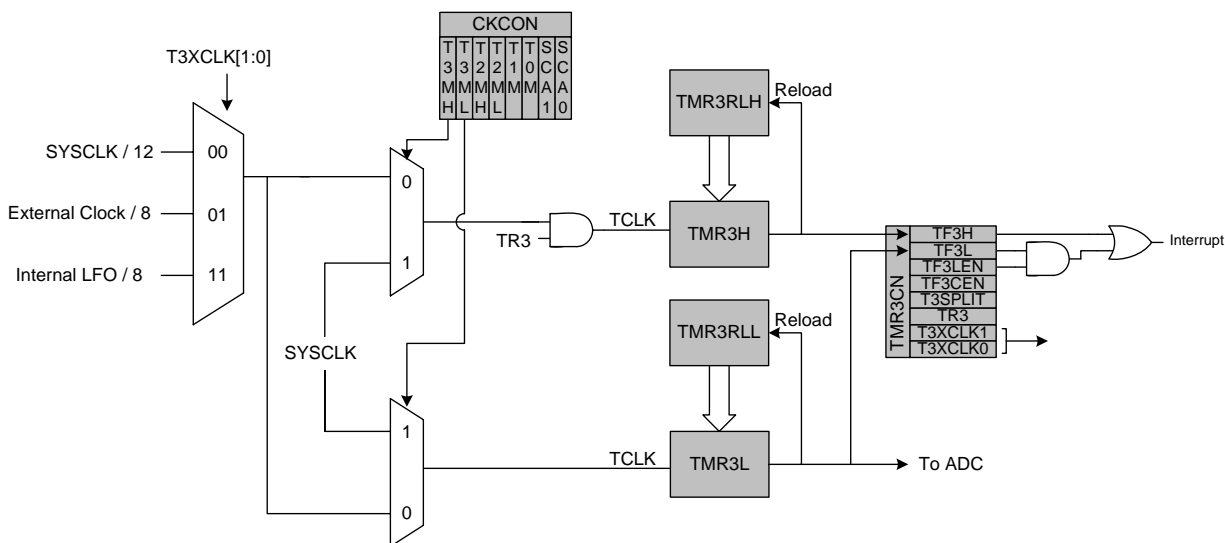 CKCON
T3MH
T3ML
T2MH
T2ML
T1M
T0M
SCA1
SCA0
T3XCLK[1:0]
SYSCLK / 12
00
External Clock / 8
01
Internal LFO / 8
11
0
1
SYSCLK
1
0
TR3
TCLK
TMR3RLH
Reload
TMR3H
TCLK
TMR3RLL
Reload
TMR3L
To ADC
TMR3CN
TF3H
TF3L
TF3LEN
TF3CEN
T3SPLIT
TR3
T3XCLK1
T3XCLK0
Interrupt